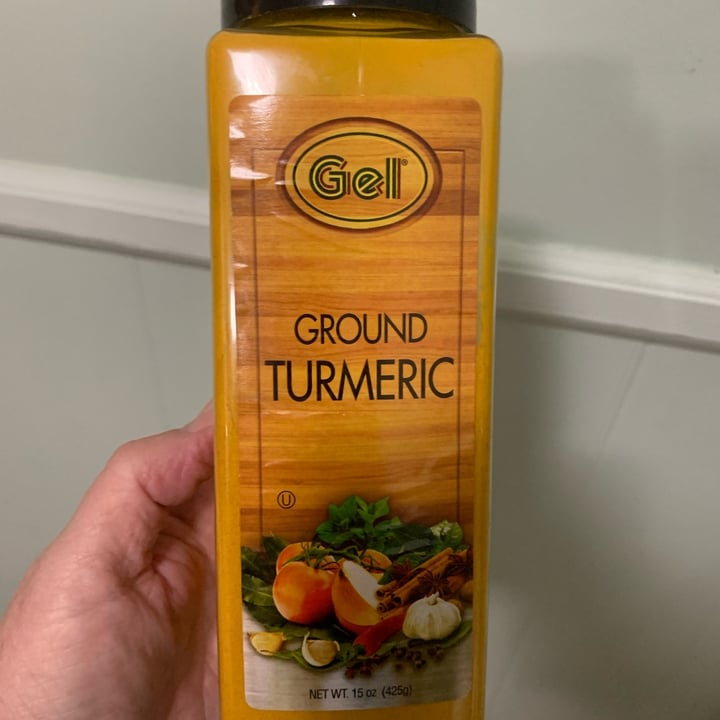 Gel®
GROUND
TURMERIC
U
NET WT. 15 oz (425g)